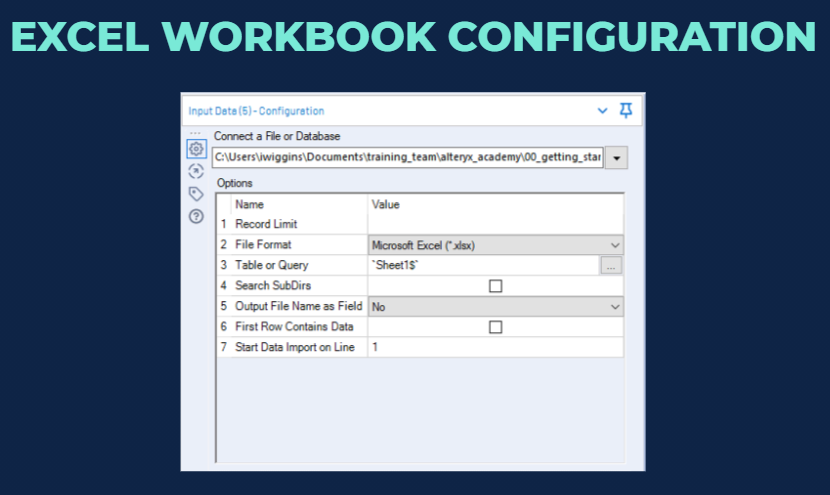 EXCEL WORKBOOK CONFIGURATION
Input Data (5) - Configuration
Connect a File or Database
C:\Users\iwiggins\Documents\training_team\alteryx_academy\00_getting_star
Options
Name Value
1 Record Limit
2 File Format Microsoft Excel (*.xlsx)
3 Table or Query `Sheet1$` ...
4 Search SubDirs
5 Output File Name as Field No
6 First Row Contains Data
7 Start Data Import on Line 1